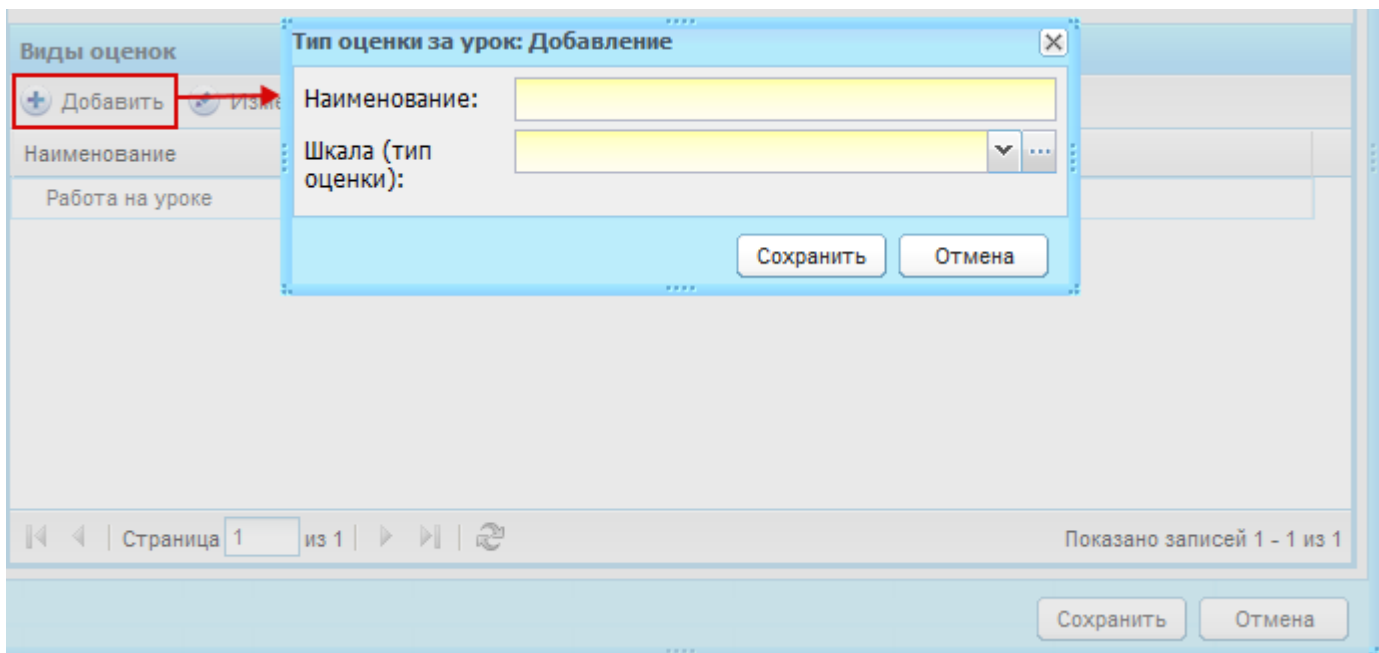 Виды оценок
Тип оценки за урок: Добавление
Добавить
Наименование:
Наименование
Шкала (тип
оценки):
Работа на уроке
Сохранить Отмена
Страница 1 из 1
Показано записей 1 - 1 из 1
Сохранить Отмена